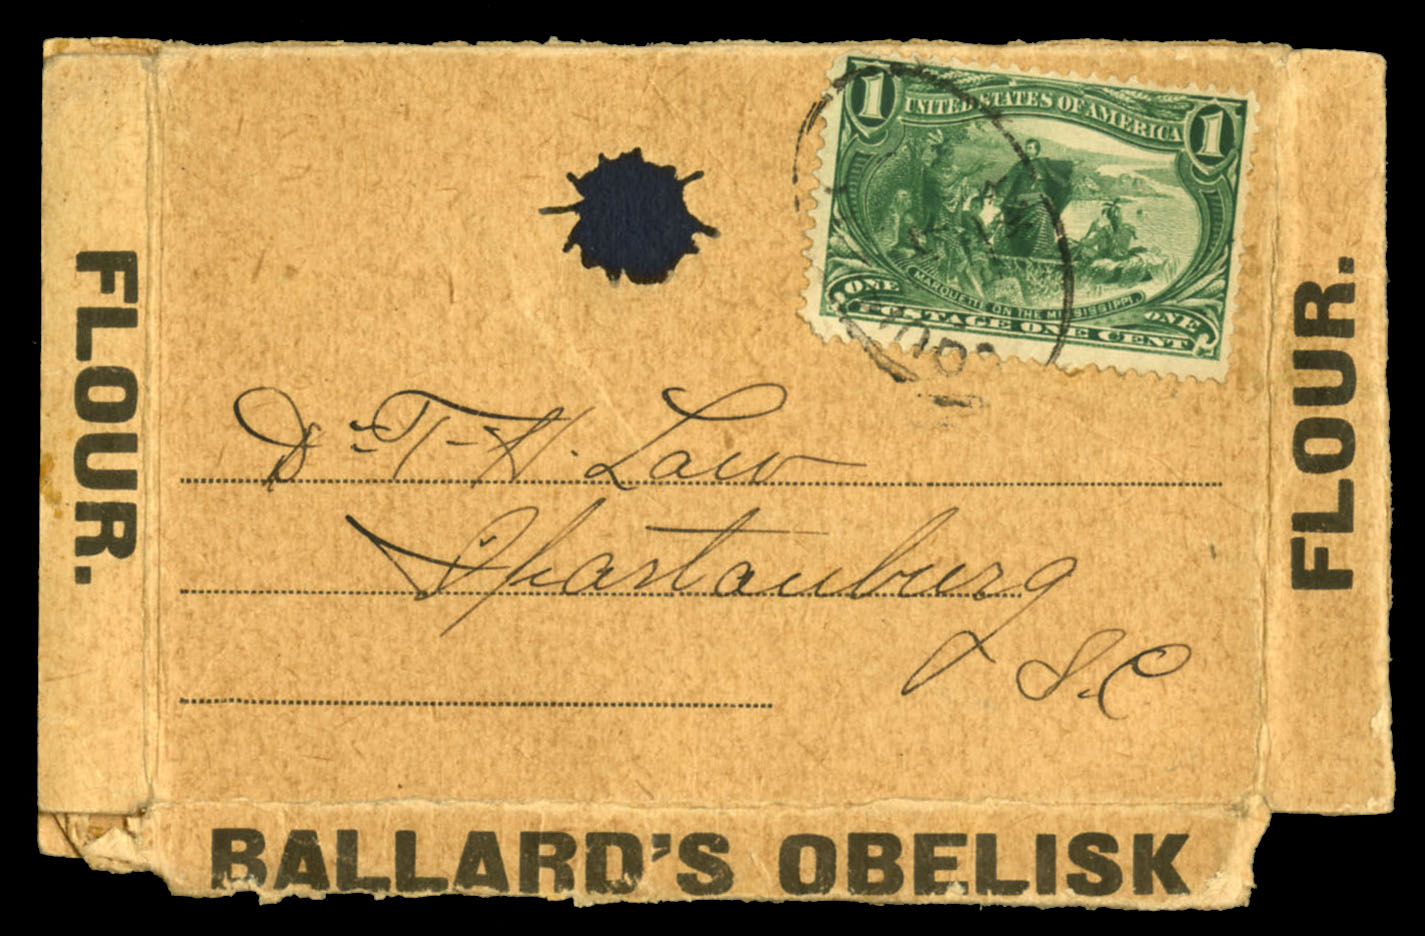 1 UNITED STATES OF AMERICA 1
MARQUETTE ON THE MISSISSIPPI
ONE ONE
POSTAGE ONE CENT
Dr. T. H. Law
Spartanburg
S.C
FLOUR.
FLOUR.
BALLARD'S OBELISK